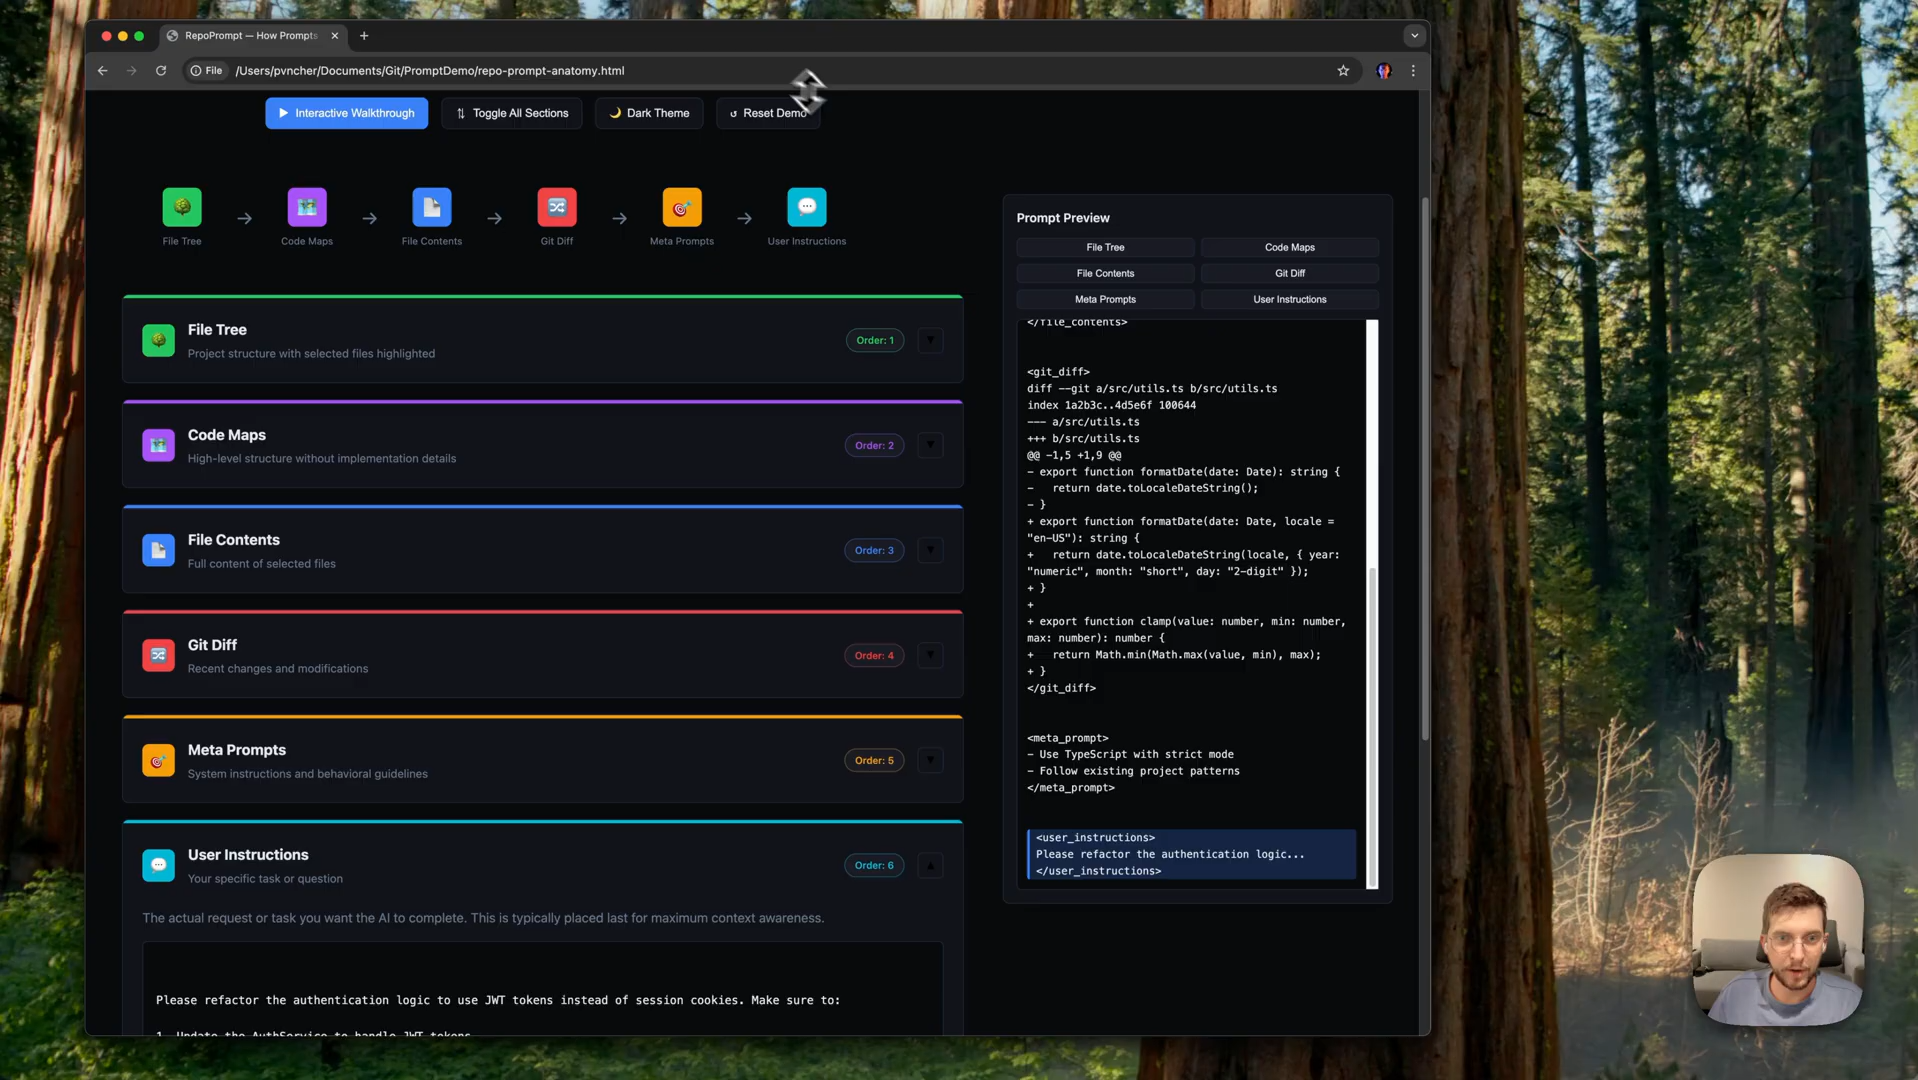 RepoPrompt — How Prompts
File
/Users/pvncher/Documents/Git/PromptDemo/repo-prompt-anatomy.html
Interactive Walkthrough
Toggle All Sections
Dark Theme
Reset Demo
File Tree
Code Maps
File Contents
Git Diff
Meta Prompts
User Instructions
File Tree
Project structure with selected files highlighted
Order: 1
Code Maps
High-level structure without implementation details
Order: 2
File Contents
Full content of selected files
Order: 3
Git Diff
Recent changes and modifications
Order: 4
Meta Prompts
System instructions and behavioral guidelines
Order: 5
User Instructions
Your specific task or question
Order: 6
The actual request or task you want the AI to complete. This is typically placed last for maximum context awareness.
Please refactor the authentication logic to use JWT tokens instead of session cookies. Make sure to:
1. Update the AuthService to handle JWT tokens
Prompt Preview
File Tree
Code Maps
File Contents
Git Diff
Meta Prompts
User Instructions
</file_contents>
<git_diff>
diff --git a/src/utils.ts b/src/utils.ts
index 1a2b3c..4d5e6f 100644
--- a/src/utils.ts
+++ b/src/utils.ts
@@ -1,5 +1,9 @@
- export function formatDate(date: Date): string {
-   return date.toLocaleDateString();
- }
+ export function formatDate(date: Date, locale =
"en-US"): string {
+   return date.toLocaleDateString(locale, { year:
"numeric", month: "short", day: "2-digit" });
+ }
+
+ export function clamp(value: number, min: number,
max: number): number {
+   return Math.min(Math.max(value, min), max);
+ }
</git_diff>
<meta_prompt>
- Use TypeScript with strict mode
- Follow existing project patterns
</meta_prompt>
<user_instructions>
Please refactor the authentication logic...
</user_instructions>